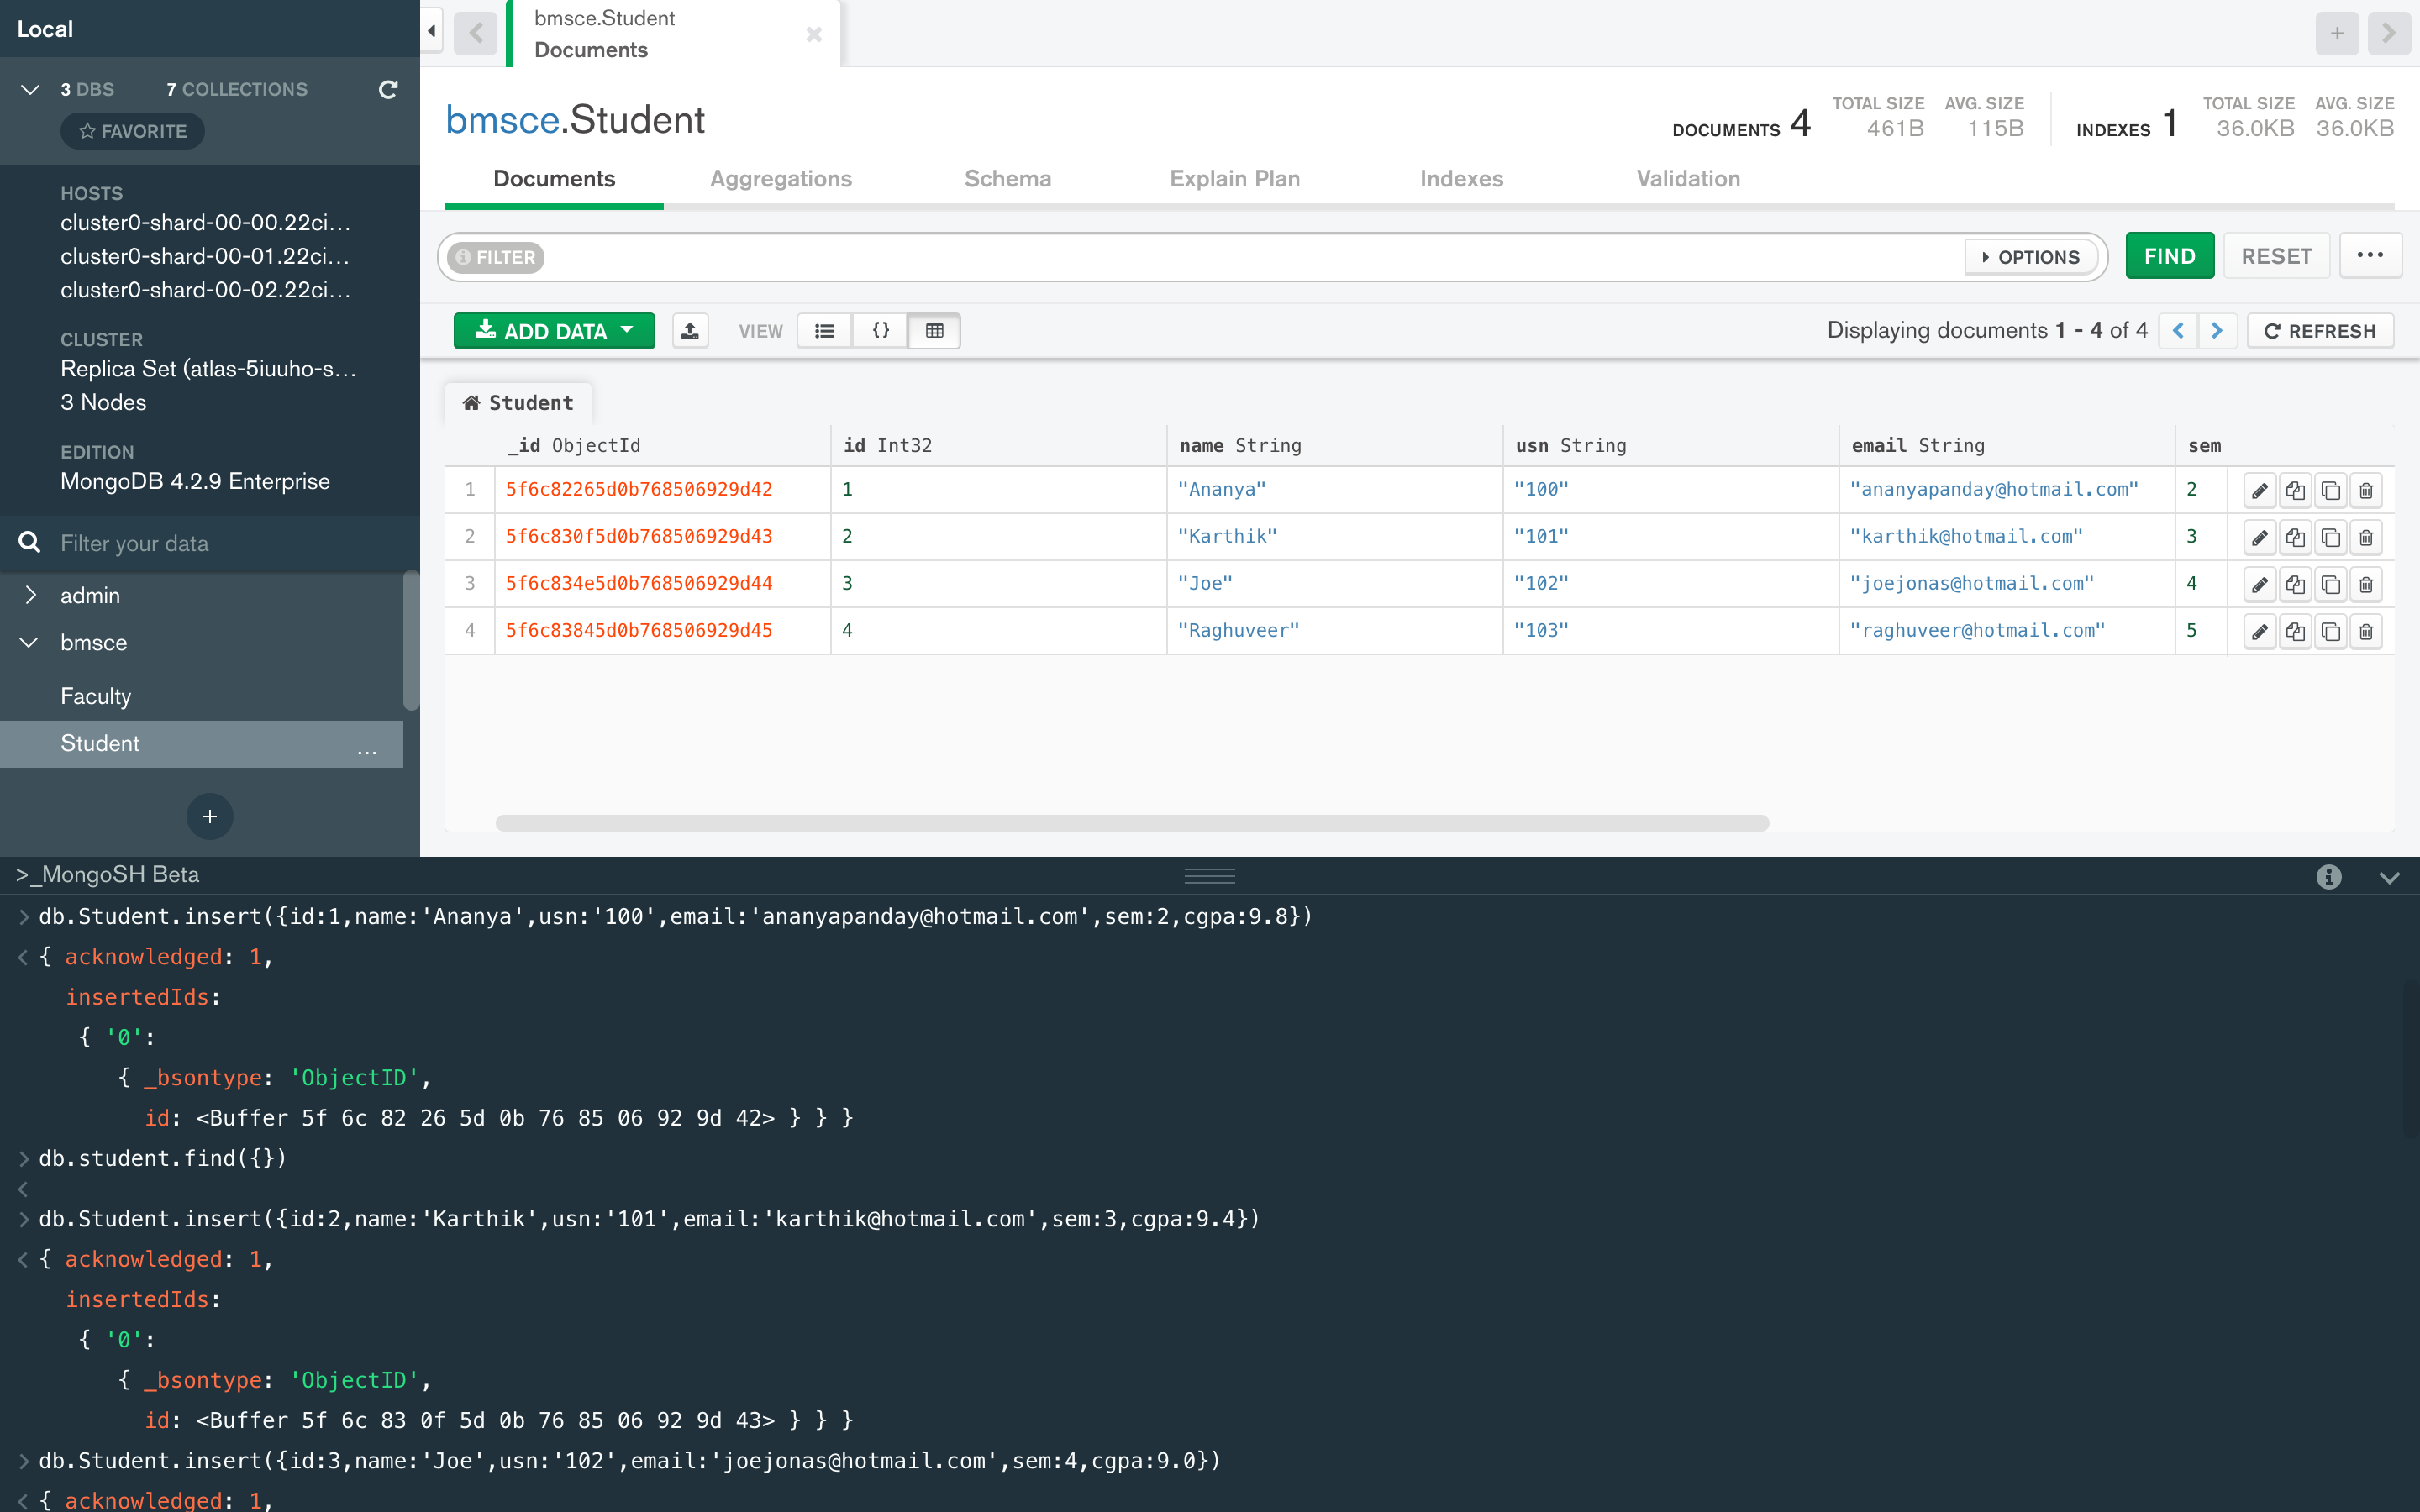 Local
3 DBS 7 COLLECTIONS
FAVORITE
HOSTS
cluster0-shard-00-00.22ci...
cluster0-shard-00-01.22ci...
cluster0-shard-00-02.22ci...
CLUSTER
Replica Set (atlas-5iuuho-s...
3 Nodes
EDITION
MongoDB 4.2.9 Enterprise
Filter your data
admin
bmsce
Faculty
Student ...
+
bmsce.Student
Documents
bmsce.Student
DOCUMENTS 4 TOTAL SIZE 461B AVG. SIZE 115B INDEXES 1 TOTAL SIZE 36.0KB AVG. SIZE 36.0KB
Documents Aggregations Schema Explain Plan Indexes Validation
FILTER OPTIONS FIND RESET ...
ADD DATA VIEW {} Displaying documents 1 - 4 of 4 < > REFRESH
Student
_id ObjectId id Int32 name String usn String email String sem
1 5f6c82265d0b768506929d42 1 "Ananya" "100" "ananyapanday@hotmail.com" 2
2 5f6c830f5d0b768506929d43 2 "Karthik" "101" "karthik@hotmail.com" 3
3 5f6c834e5d0b768506929d44 3 "Joe" "102" "joejonas@hotmail.com" 4
4 5f6c83845d0b768506929d45 4 "Raghuveer" "103" "raghuveer@hotmail.com" 5
>_MongoSH Beta
> db.Student.insert({id:1,name:'Ananya',usn:'100',email:'ananyapanday@hotmail.com',sem:2,cgpa:9.8})
< { acknowledged: 1,
insertedIds:
{ '0':
{ _bsontype: 'ObjectID',
id: <Buffer 5f 6c 82 26 5d 0b 76 85 06 92 9d 42> } } }
> db.student.find({})
<
> db.Student.insert({id:2,name:'Karthik',usn:'101',email:'karthik@hotmail.com',sem:3,cgpa:9.4})
< { acknowledged: 1,
insertedIds:
{ '0':
{ _bsontype: 'ObjectID',
id: <Buffer 5f 6c 83 0f 5d 0b 76 85 06 92 9d 43> } } }
> db.Student.insert({id:3,name:'Joe',usn:'102',email:'joejonas@hotmail.com',sem:4,cgpa:9.0})
< { acknowledged: 1,